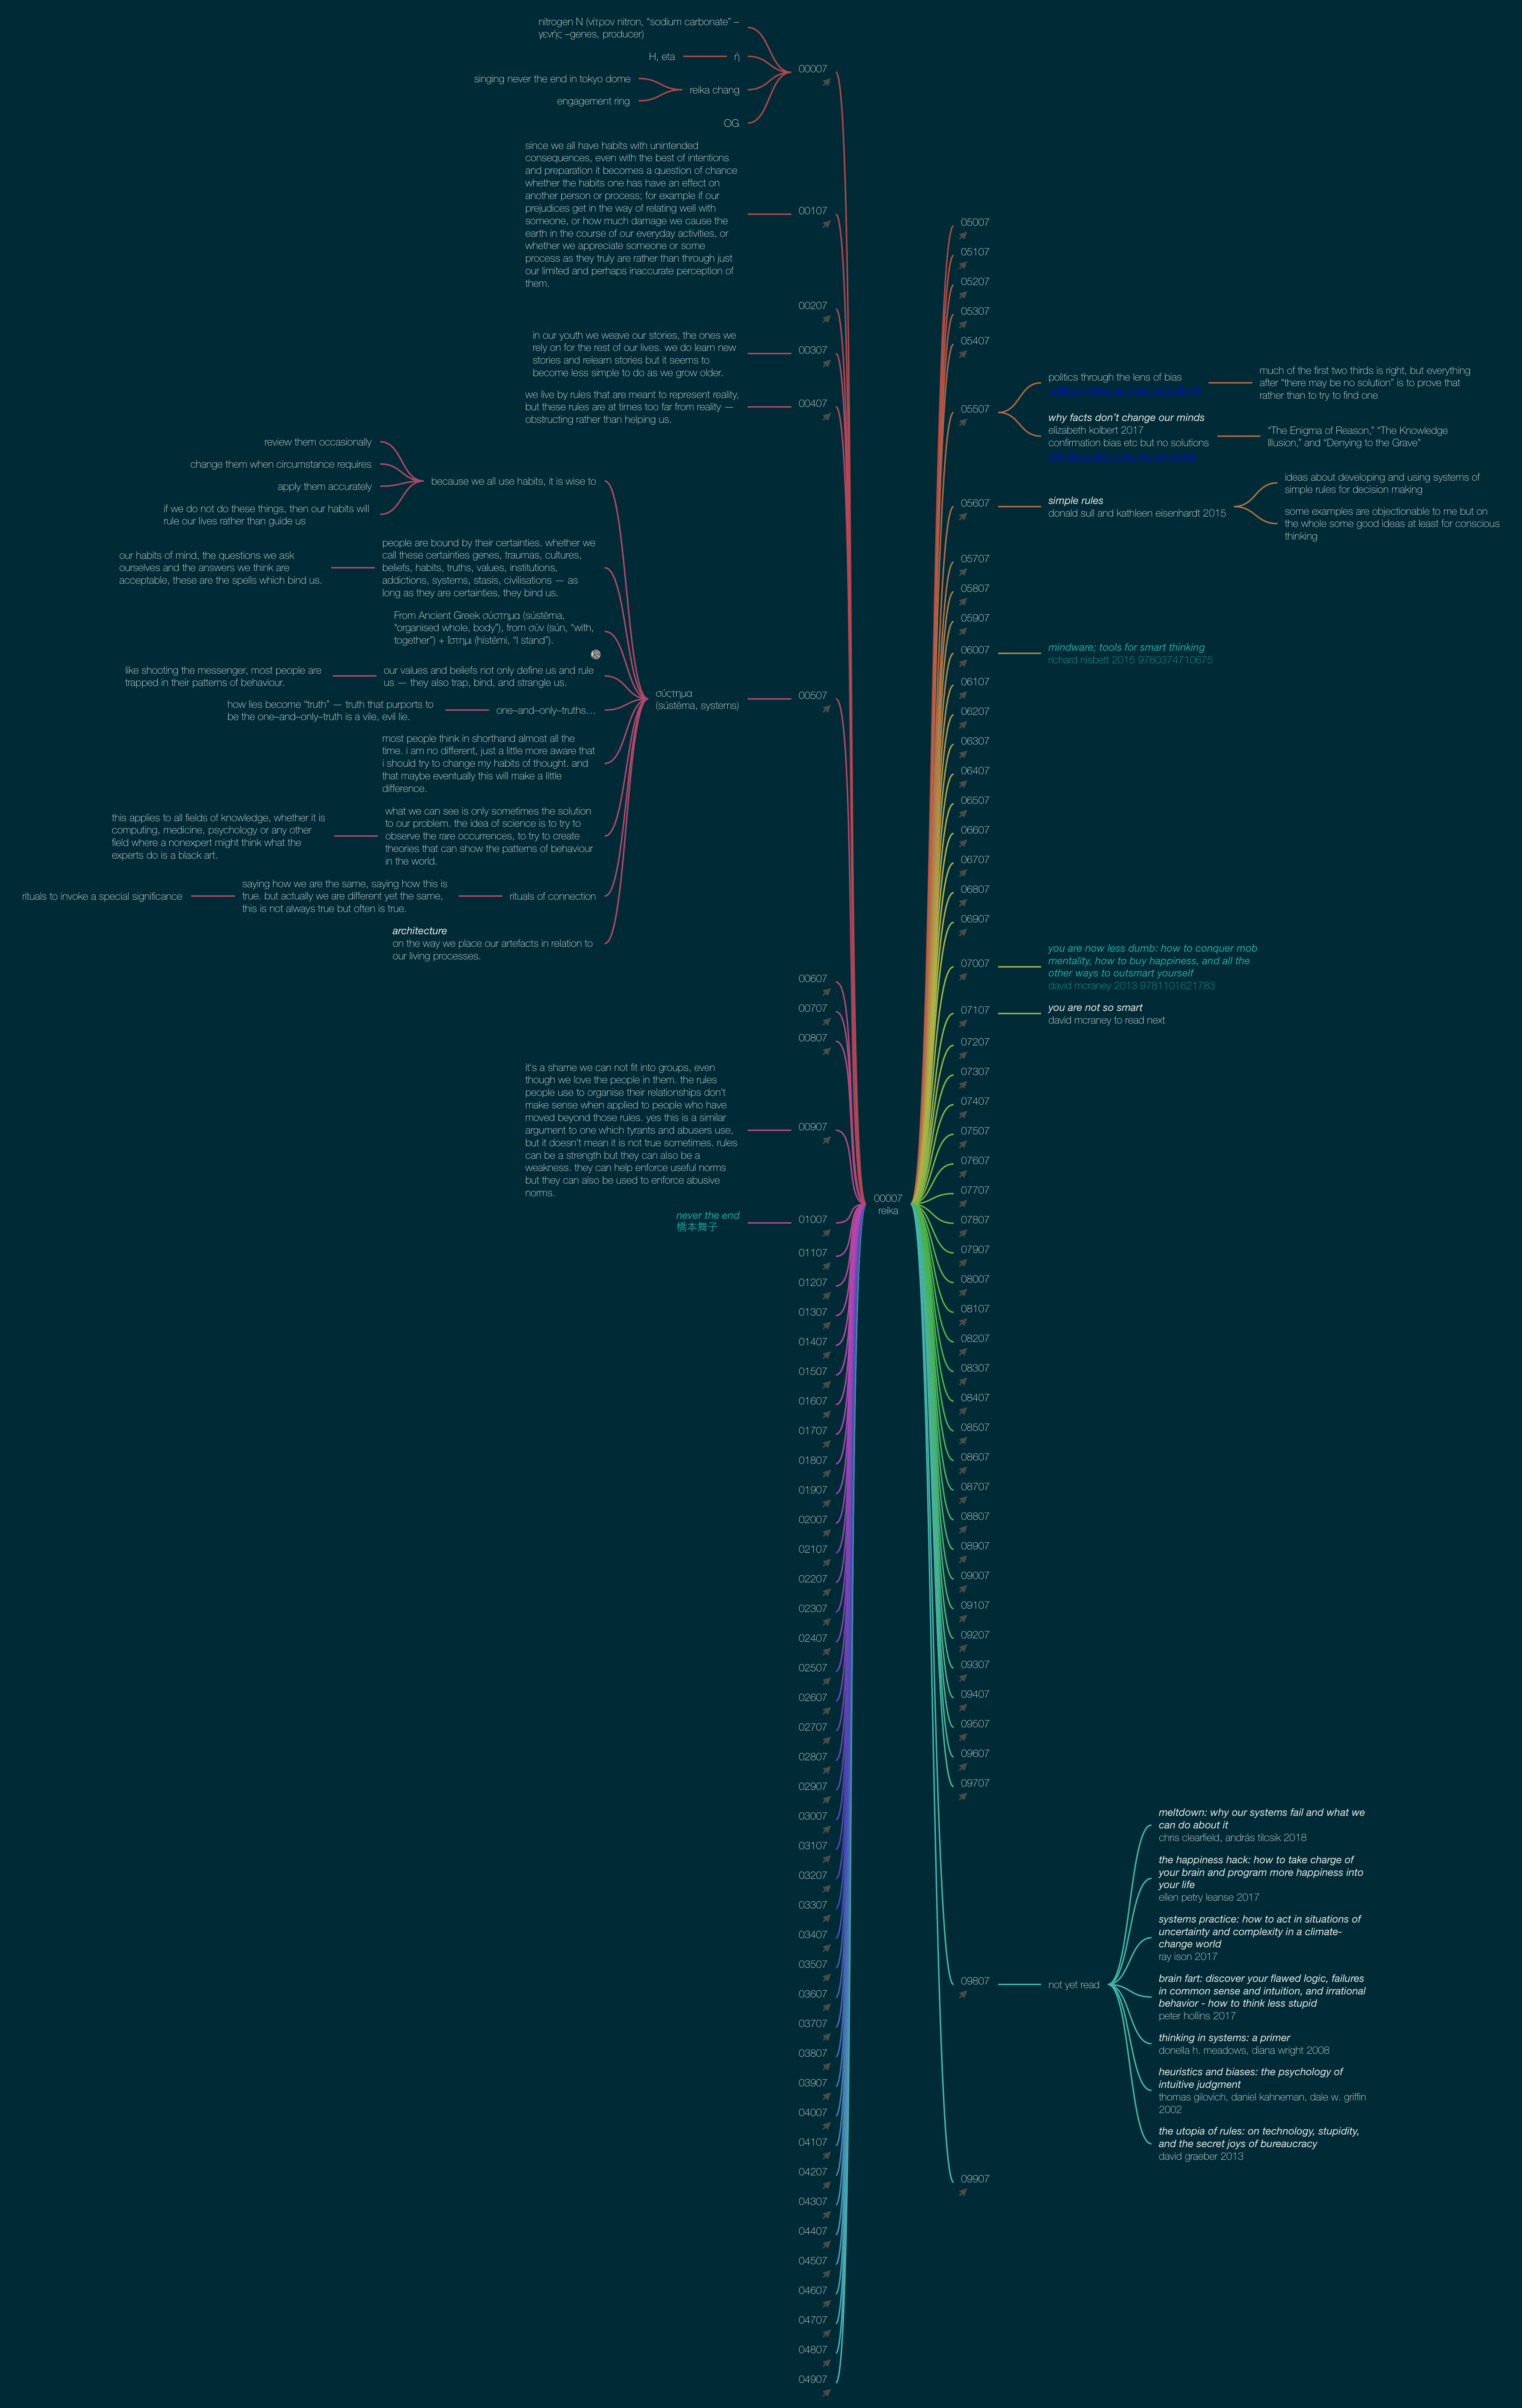 nitrogen N (νίτρον nitron, “sodium carbonate” –
γενής –genes, producer)
H, eta
ή
singing never the end in tokyo dome
engagement ring
reika chang
OG
00007
since we all have habits with unintended
consequences, even with the best of intentions
and preparation it becomes a question of chance
whether the habits one has have an effect on
another person or process; for example if our
prejudices get in the way of relating well with
someone, or how much damage we cause the
earth in the course of our everyday activities, or
whether we appreciate someone or some
process as they truly are rather than through just
our limited and perhaps inaccurate perception of
them.
00107
00207
in our youth we weave our stories, the ones we
rely on for the rest of our lives. we do learn new
stories and relearn stories but it seems to
become less simple to do as we grow older.
00307
we live by rules that are meant to represent reality,
but these rules are at times too far from reality —
obstructing rather than helping us.
00407
review them occasionally
change them when circumstance requires
apply them accurately
if we do not do these things, then our habits will
rule our lives rather than guide us
because we all use habits, it is wise to
our habits of mind, the questions we ask
ourselves and the answers we think are
acceptable, these are the spells which bind us.
people are bound by their certainties. whether we
call these certainties genes, traumas, cultures,
beliefs, habits, truths, values, institutions,
addictions, systems, stasis, civilisations — as
long as they are certainties, they bind us.
From Ancient Greek σύστημα (sústēma,
“organised whole, body”), from σύν (sún, “with,
together”) + ἵστημι (hístēmi, “I stand”).
like shooting the messenger, most people are
trapped in their patterns of behaviour.
our values and beliefs not only define us and rule
us — they also trap, bind, and strangle us.
how lies become “truth” — truth that purports to
be the one–and–only–truth is a vile, evil lie.
one–and–only–truths…
most people think in shorthand almost all the
time. i am no different, just a little more aware that
i should try to change my habits of thought. and
that maybe eventually this will make a little
difference.
this applies to all fields of knowledge, whether it is
computing, medicine, psychology or any other
field where a nonexpert might think what the
experts do is a black art.
what we can see is only sometimes the solution
to our problem. the idea of science is to try to
observe the rare occurrences, to try to create
theories that can show the patterns of behaviour
in the world.
rituals to invoke a special significance
saying how we are the same, saying how this is
true. but actually we are different yet the same,
this is not always true but often is true.
rituals of connection
architecture
on the way we place our artefacts in relation to
our living processes.
σύςτημα
(sústēma, systems)
00507
00607
00707
00807
it's a shame we can not fit into groups, even
though we love the people in them. the rules
people use to organise their relationships don't
make sense when applied to people who have
moved beyond those rules. yes this is a similar
argument to one which tyrants and abusers use,
but it doesn't mean it is not true sometimes. rules
can be a strength but they can also be a
weakness. they can help enforce useful norms
but they can also be used to enforce abusive
norms.
00907
never the end
橋本舞子
01007
01107
01207
01307
01407
01507
01607
01707
01807
01907
02007
02107
02207
02307
02407
02507
02607
02707
02807
02907
03007
03107
03207
03307
03407
03507
03607
03707
03807
03907
04007
04107
04207
04307
04407
04507
04607
04707
04807
04907
00007
reika
05007
05107
05207
05307
05407
05507
politics through the lens of bias
much of the first two thirds is right, but everything
after “there may be no solution” is to prove that
rather than to try to find one
why facts don’t change our minds
elizabeth kolbert 2017
confirmation bias etc but no solutions
“The Enigma of Reason,” “The Knowledge
Illusion,” and “Denying to the Grave”
05607
simple rules
donald sull and kathleen eisenhardt 2015
ideas about developing and using systems of
simple rules for decision making
some examples are objectionable to me but on
the whole some good ideas at least for conscious
thinking
05707
05807
05907
06007
mindware; tools for smart thinking
richard nisbett 2015 9780374710675
06107
06207
06307
06407
06507
06607
06707
06807
06907
07007
you are now less dumb: how to conquer mob
mentality, how to buy happiness, and all the
other ways to outsmart yourself
david mcraney 2013 9781101621783
07107
you are not so smart
david mcraney to read next
07207
07307
07407
07507
07607
07707
07807
07907
08007
08107
08207
08307
08407
08507
08607
08707
08807
08907
09007
09107
09207
09307
09407
09507
09607
09707
09807
not yet read
meltdown: why our systems fail and what we
can do about it
chris clearfield, andrás tilcsik 2018
the happiness hack: how to take charge of
your brain and program more happiness into
your life
ellen petry leanse 2017
systems practice: how to act in situations of
uncertainty and complexity in a climate-
change world
ray ison 2017
brain fart: discover your flawed logic, failures
in common sense and intuition, and irrational
behavior - how to think less stupid
peter hollins 2017
thinking in systems: a primer
donella h. meadows, diana wright 2008
heuristics and biases: the psychology of
intuitive judgment
thomas gilovich, daniel kahneman, dale w. griffin
2002
the utopia of rules: on technology, stupidity,
and the secret joys of bureaucracy
david graeber 2013
09907